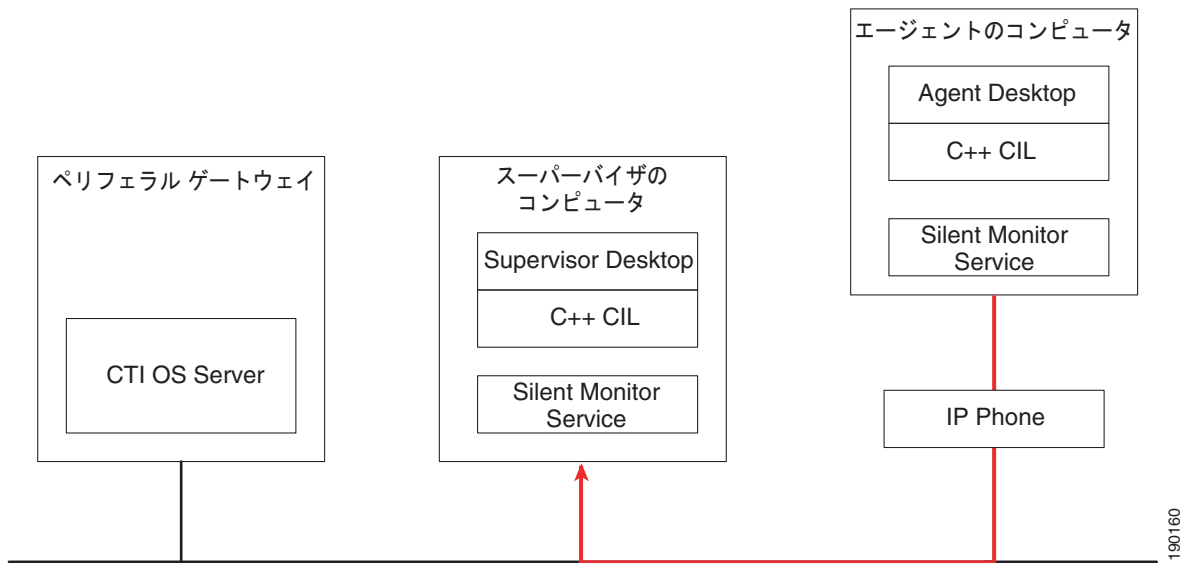 ペリフェラル ゲートウェイ
CTI OS Server
スーパーバイザの
コンピュータ
Supervisor Desktop
C++ CIL
Silent Monitor
Service
エージェントのコンピュータ
Agent Desktop
C++ CIL
Silent Monitor
Service
IP Phone
190160